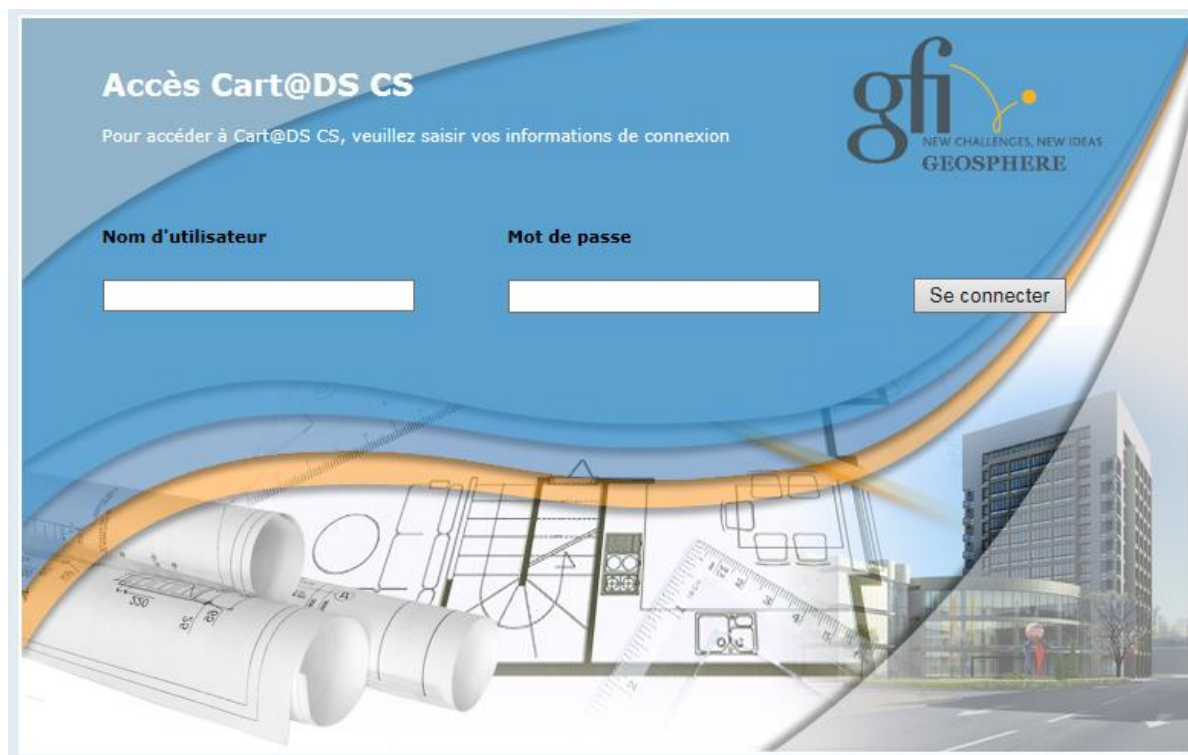 Accès Cart@DS CS
Pour accéder à Cart@DS CS, veuillez saisir vos informations de connexion
gfi
NEW CHALLENGES, NEW IDEAS
GEOSPHERE
Nom d'utilisateur
Mot de passe
Se connecter
550